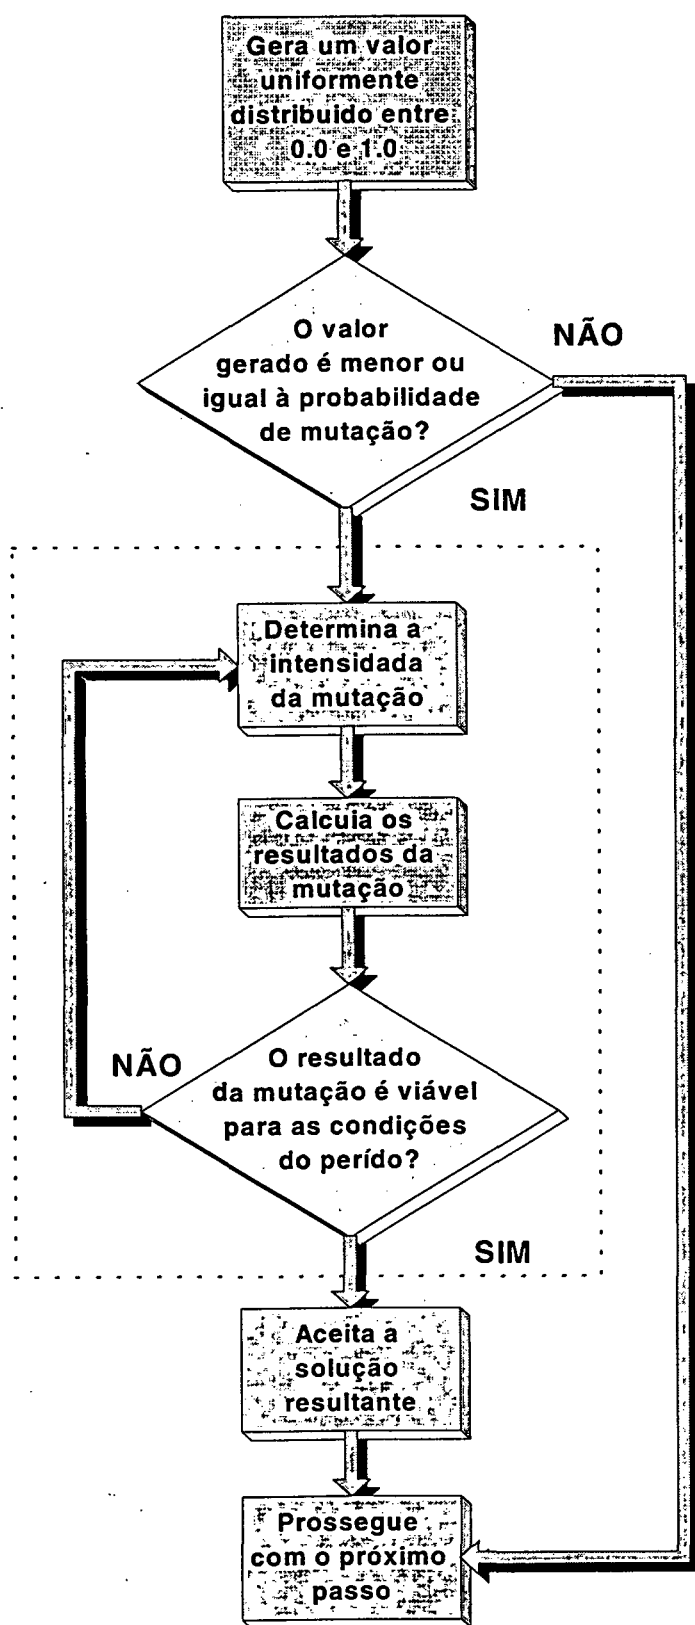 Gera um valor
uniformente
distribuido entre
0.0 e 1.0
O valor
gerado é menor ou
igual à probabilidade
de mutação?
NÃO
SIM
Determina a
intensidada
da mutação
Calcula os
resultados da
mutação
NÃO
O resultado
da mutação é viável
para as condições
do perído?
SIM
Aceita a
solução
resultante
Prossegue
com o próximo
passo